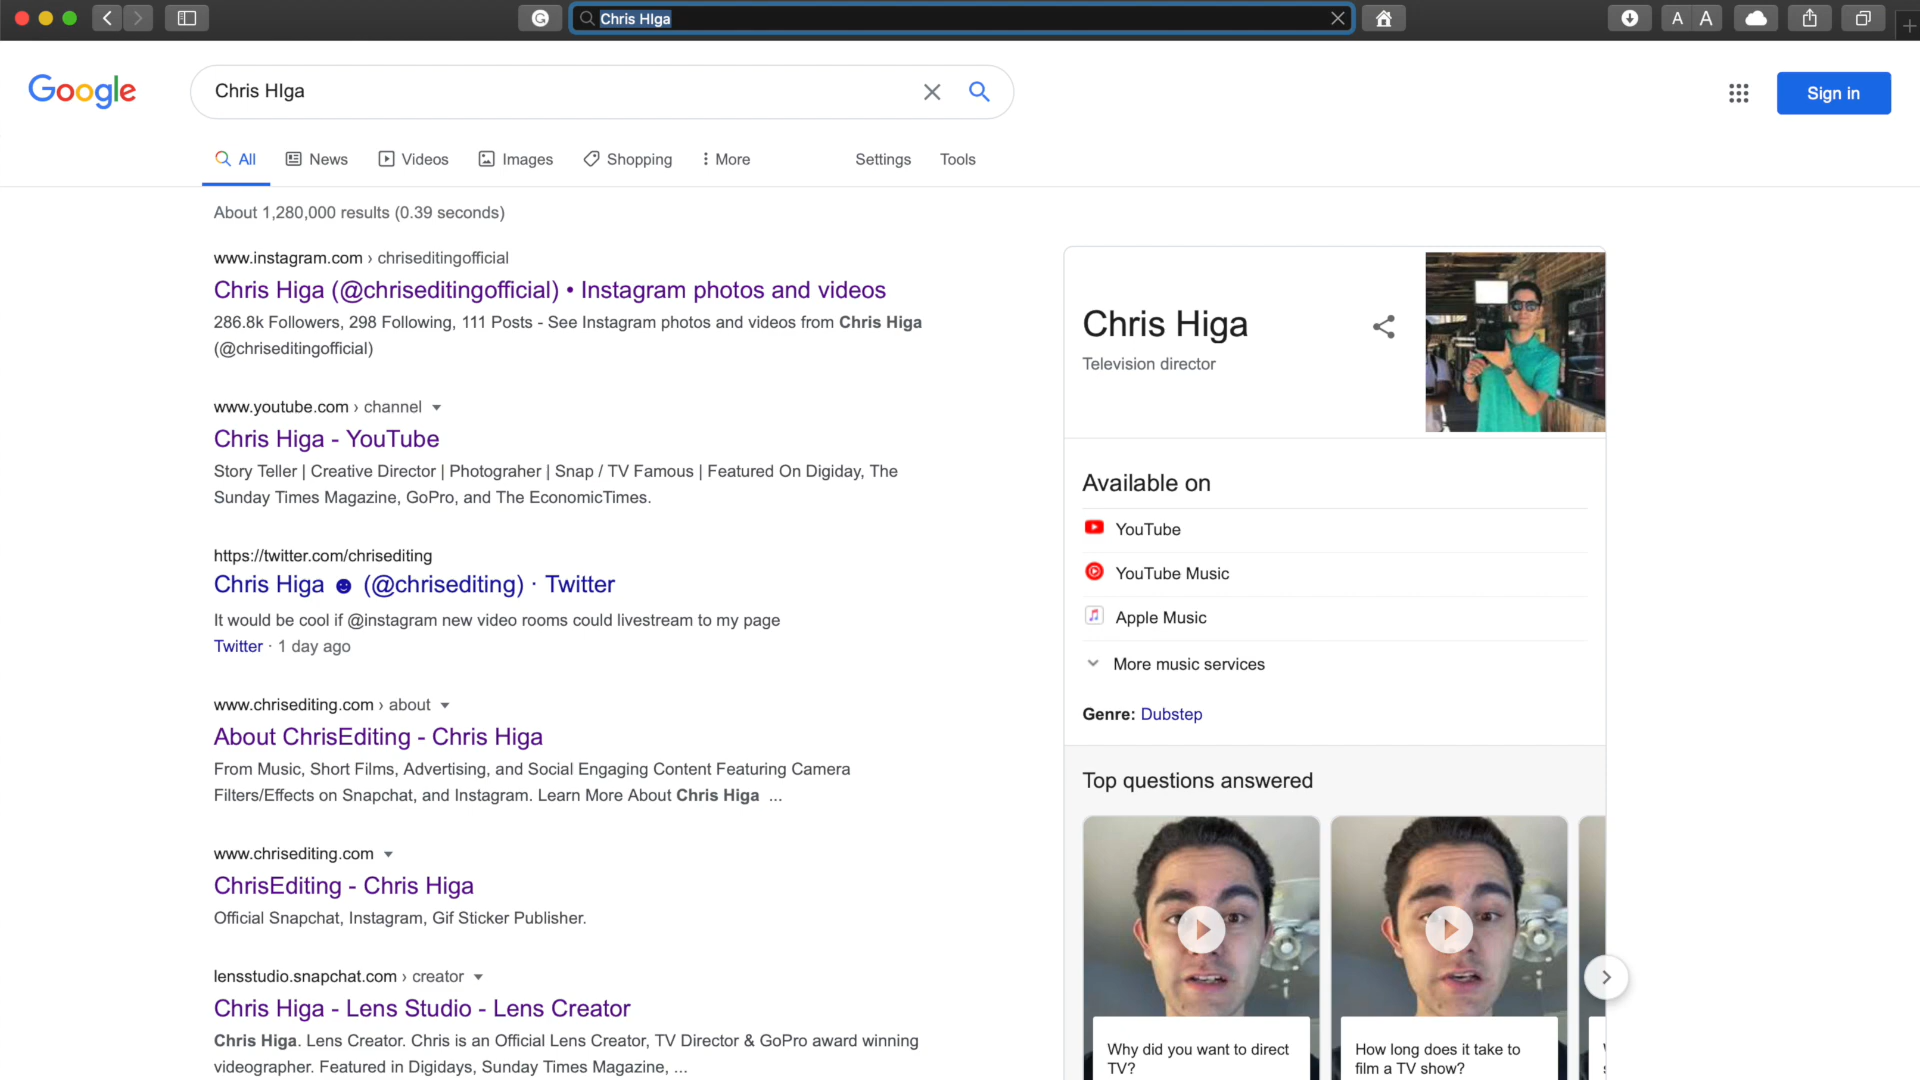 Chris HIga
A A
Google
Chris HIga
Sign in
All News Videos Images Shopping More Settings Tools
About 1,280,000 results (0.39 seconds)
www.instagram.com › chriseditingofficial
Chris Higa (@chriseditingofficial) • Instagram photos and videos
286.8k Followers, 298 Following, 111 Posts - See Instagram photos and videos from Chris Higa
(@chriseditingofficial)
www.youtube.com › channel
Chris Higa - YouTube
Story Teller | Creative Director | Photograher | Snap / TV Famous | Featured On Digiday, The
Sunday Times Magazine, GoPro, and The EconomicTimes.
https://twitter.com/chrisediting
Chris Higa ☻ (@chrisediting) · Twitter
It would be cool if @instagram new video rooms could livestream to my page
Twitter · 1 day ago
www.chrisediting.com › about
About ChrisEditing - Chris Higa
From Music, Short Films, Advertising, and Social Engaging Content Featuring Camera
Filters/Effects on Snapchat, and Instagram. Learn More About Chris Higa ...
www.chrisediting.com
ChrisEditing - Chris Higa
Official Snapchat, Instagram, Gif Sticker Publisher.
lensstudio.snapchat.com › creator
Chris Higa - Lens Studio - Lens Creator
Chris Higa. Lens Creator. Chris is an Official Lens Creator, TV Director & GoPro award winning
videographer. Featured in Digidays, Sunday Times Magazine, ...
Chris Higa
Television director
Available on
YouTube
YouTube Music
Apple Music
More music services
Genre: Dubstep
Top questions answered
Why did you want to direct
TV?
How long does it take to
film a TV show?